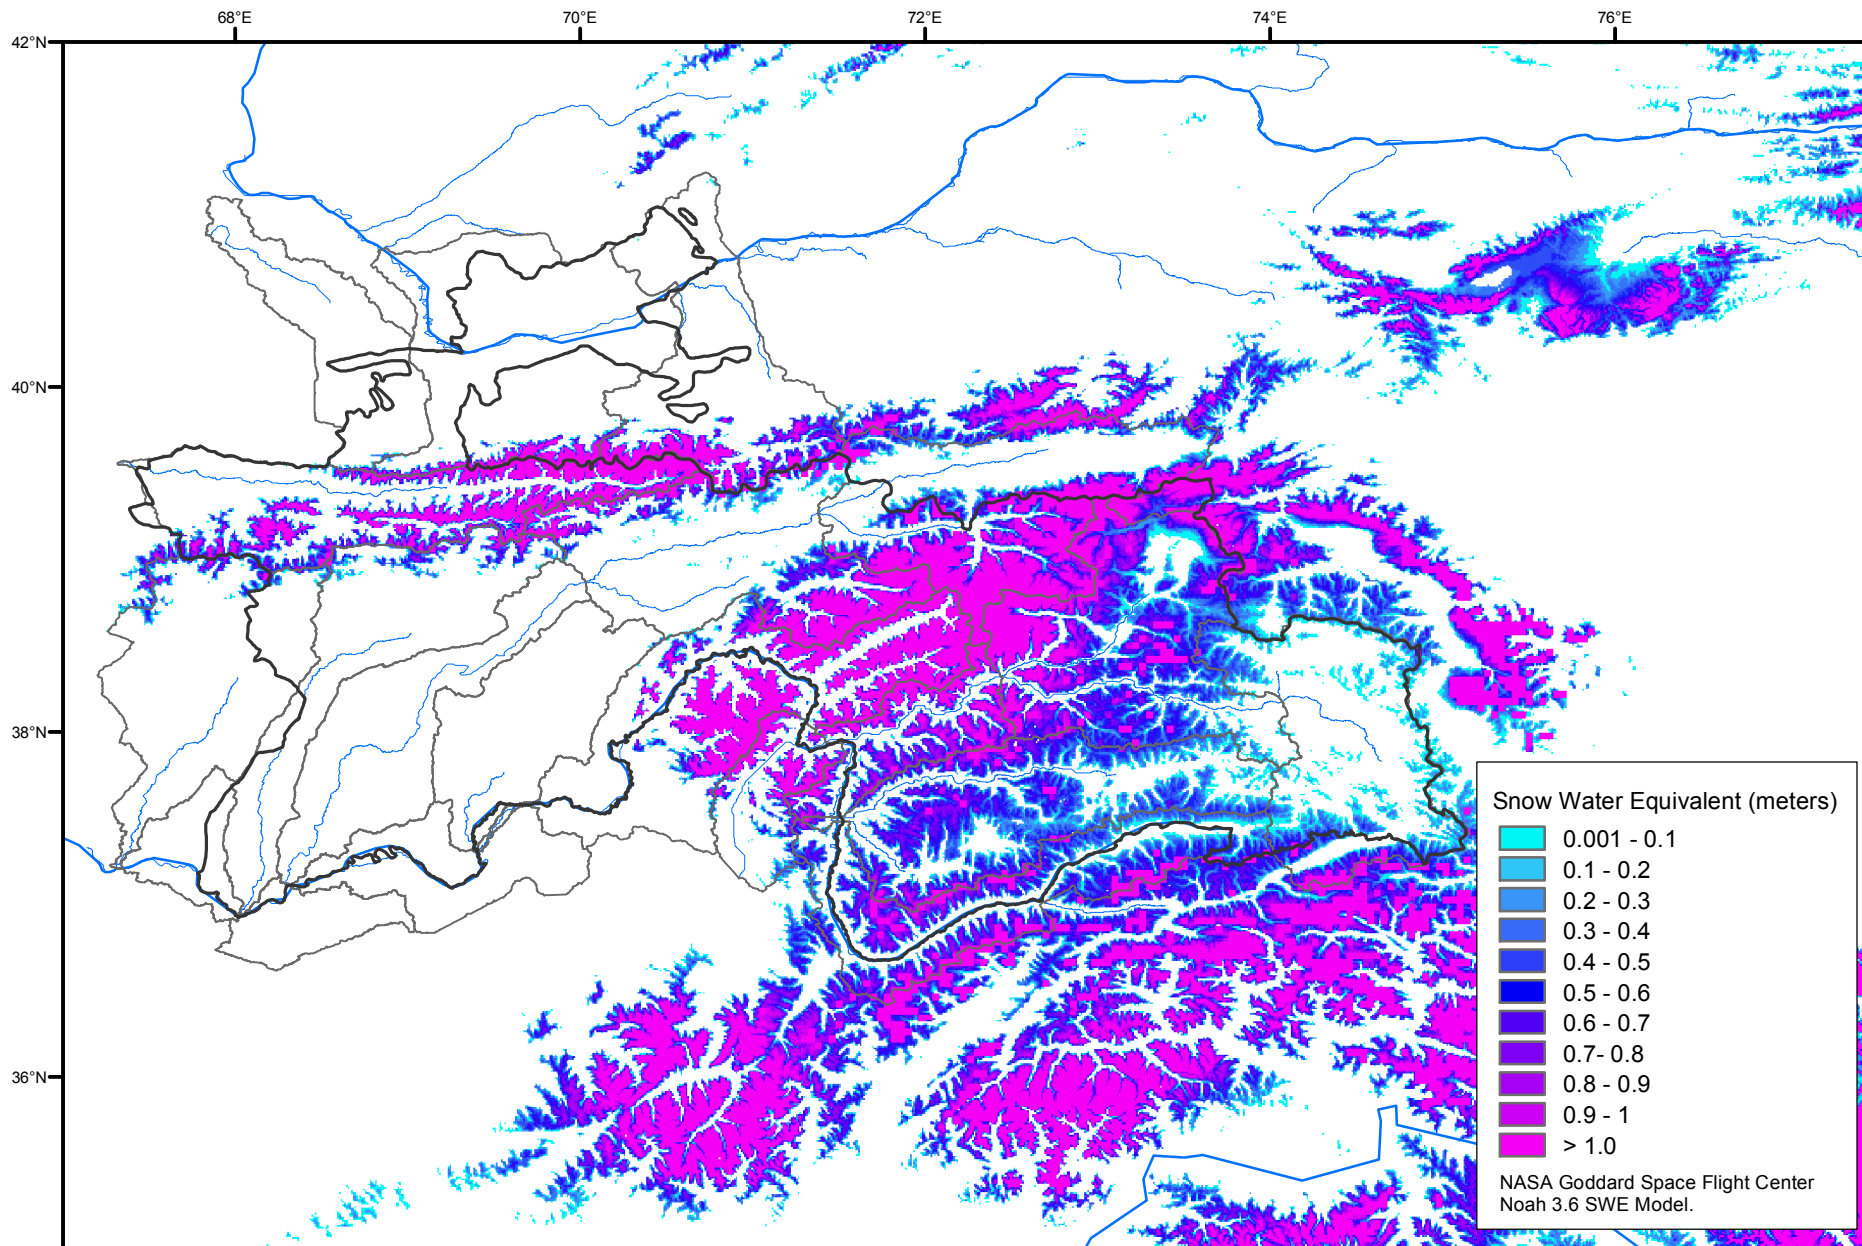 68°E 70°E 72°E 74°E 76°E
42°N
40°N
38°N
36°N
Snow Water Equivalent (meters)
0.001 - 0.1
0.1 - 0.2
0.2 - 0.3
0.3 - 0.4
0.4 - 0.5
0.5 - 0.6
0.6 - 0.7
0.7- 0.8
0.8 - 0.9
0.9 - 1
> 1.0
NASA Goddard Space Flight Center
Noah 3.6 SWE Model.